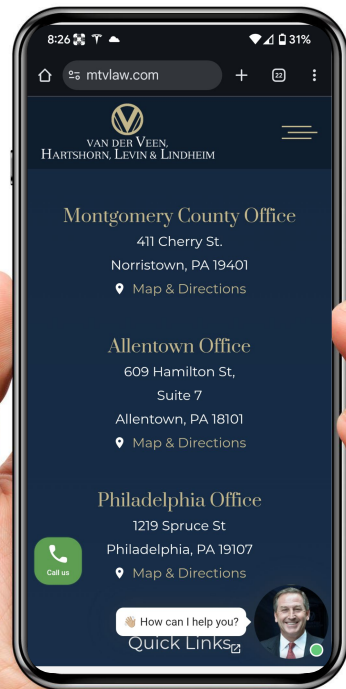 8:26
31%
mtvlaw.com
22
VAN DER VEEN,
HARTSHORN, LEVIN & LINDHEIM
Montgomery County Office
411 Cherry St.
Norristown, PA 19401
Map & Directions
Allentown Office
609 Hamilton St,
Suite 7
Allentown, PA 18101
Map & Directions
Philadelphia Office
1219 Spruce St
Philadelphia, PA 19107
Map & Directions
Call us
👋🏼 How can I help you?
Quick Links